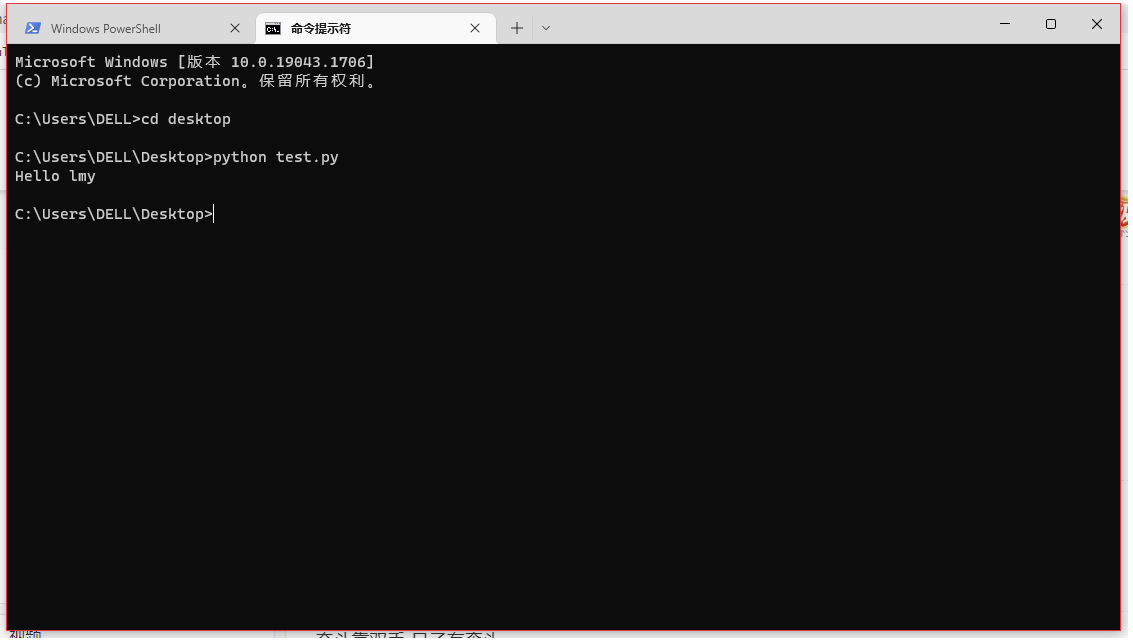 Windows PowerShell
命令提示符
Microsoft Windows [版本 10.0.19043.1706]
(c) Microsoft Corporation。保留所有权利。
C:\Users\DELL>cd desktop
C:\Users\DELL\Desktop>python test.py
Hello lmy
C:\Users\DELL\Desktop>